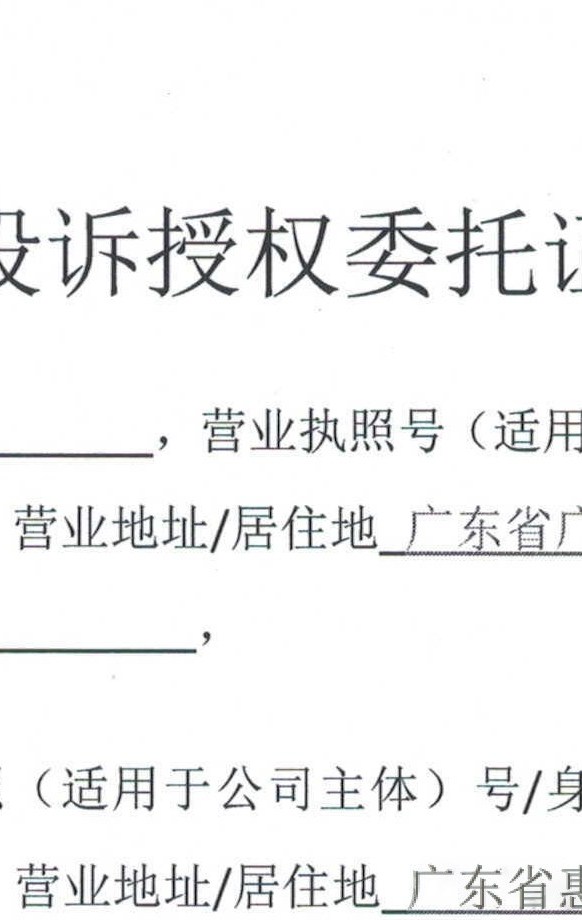 投诉授权委托证
，营业执照号（适用
营业地址/居住地 广东省广
，
（适用于公司主体）号/身
营业地址/居住地 广东省惠